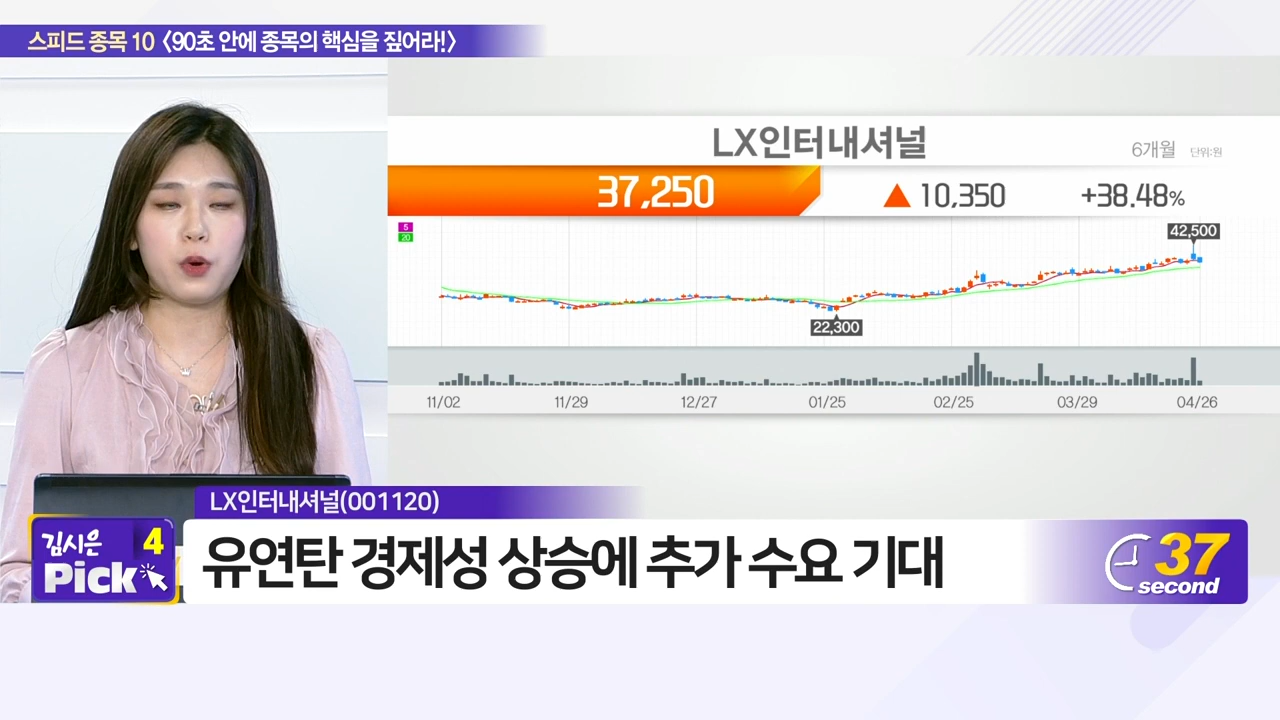 스피드 종목 10 <90초 안에 종목의 핵심을 짚어라!>
LX인터내셔널
6개월 단위:원
37,250 ▲ 10,350 +38.48%
5
20
42,500
22,300
11/02 11/29 12/27 01/25 02/25 03/29 04/26
LX인터내셔널(001120)
김시은 4
Pick
유연탄 경제성 상승에 추가 수요 기대
37
second